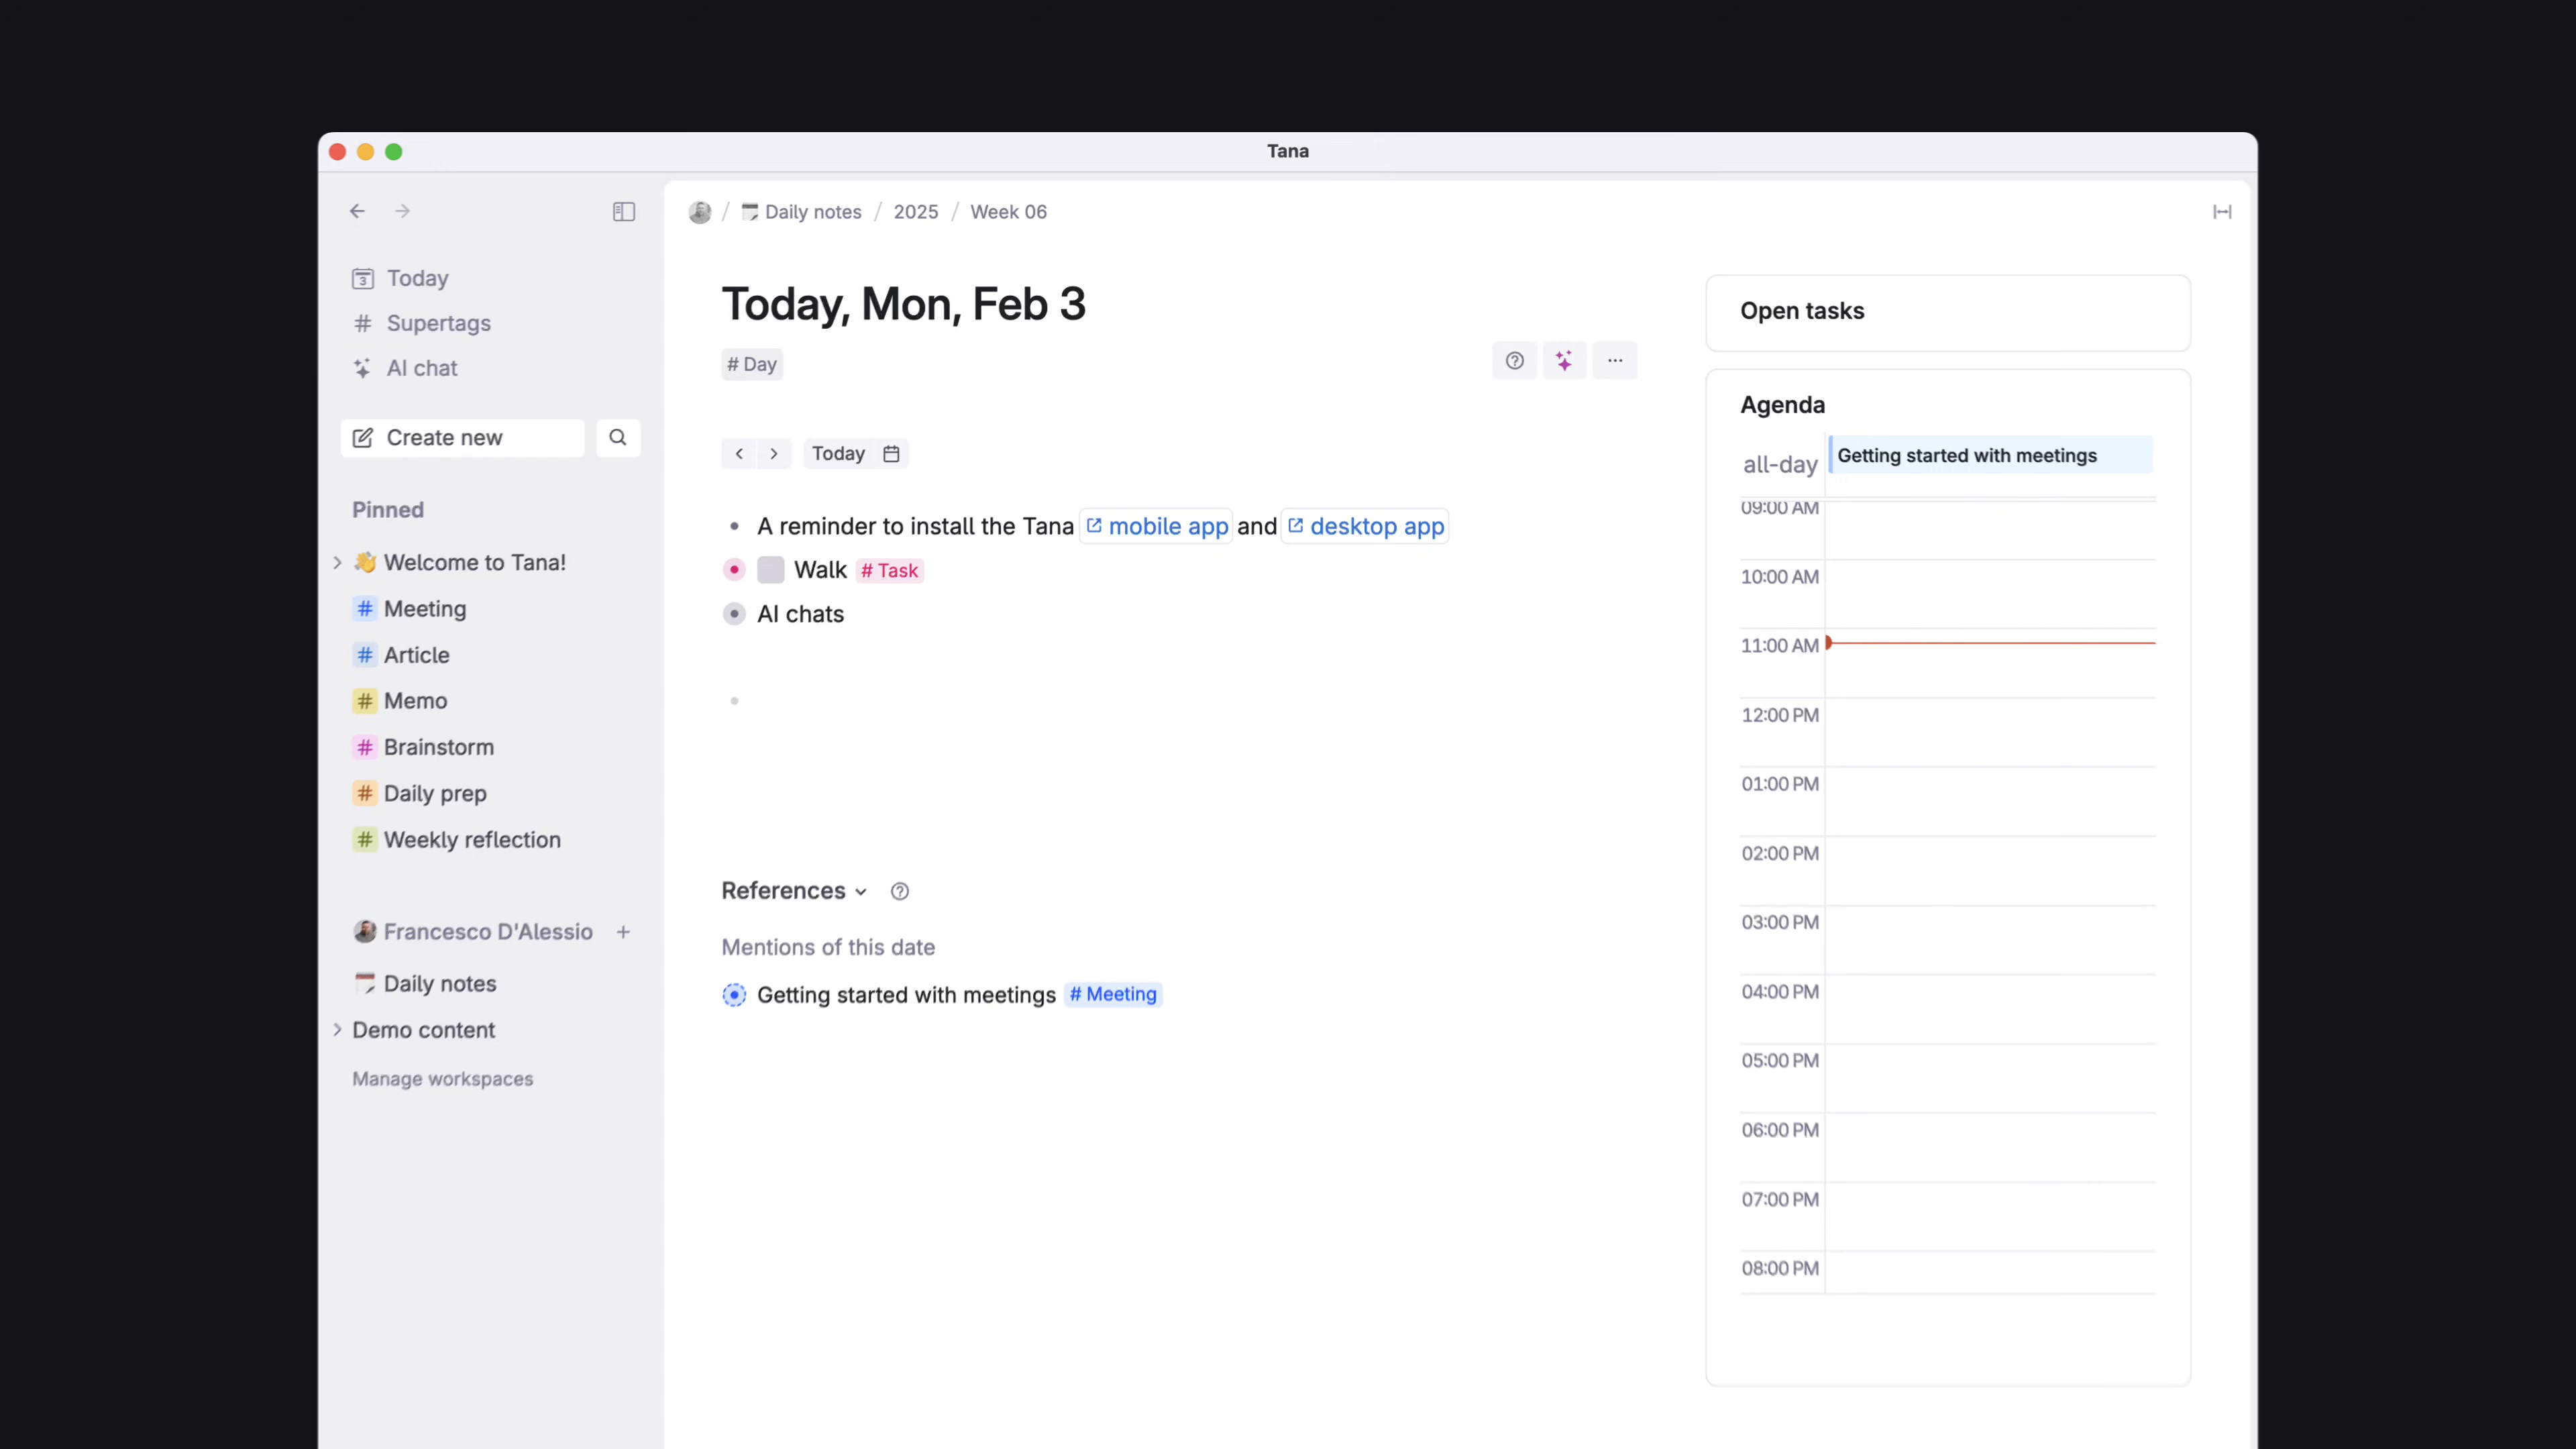 Tana
Daily notes / 2025 / Week 06
3 Today
# Supertags
AI chat
Create new
Pinned
👋 Welcome to Tana!
# Meeting
# Article
# Memo
# Brainstorm
# Daily prep
# Weekly reflection
Francesco D'Alessio +
Daily notes
Demo content
Manage workspaces
Today, Mon, Feb 3
# Day
Today
A reminder to install the Tana mobile app and desktop app
Walk # Task
AI chats
References
Mentions of this date
Getting started with meetings # Meeting
Open tasks
Agenda
all-day Getting started with meetings
09:00 AM
10:00 AM
11:00 AM
12:00 PM
01:00 PM
02:00 PM
03:00 PM
04:00 PM
05:00 PM
06:00 PM
07:00 PM
08:00 PM